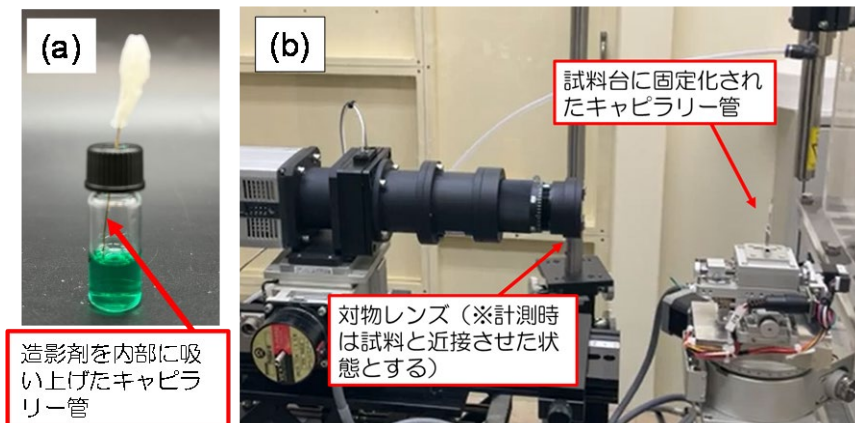 (a)
造影剤を内部に吸
い上げたキャピラ
リー管
(b)
試料台に固定化され
たキャピラリー管
対物レンズ（※計測時
は試料と近接させた状
態とする）